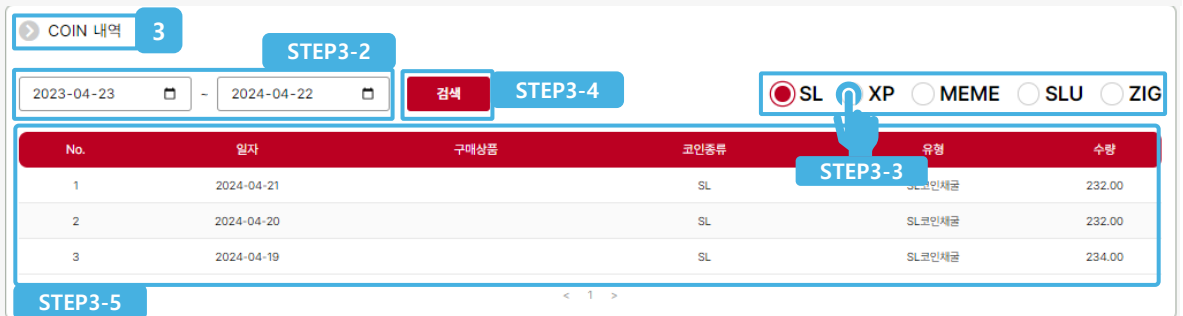 COIN 내역 3
STEP3-2
2023-04-23 ~ 2024-04-22 검색 STEP3-4 SL XP MEME SLU ZIG
No. 일자 구매상품 코인종류 유형 수량
STEP3-3
1 2024-04-21 SL SL코인채굴 232.00
2 2024-04-20 SL SL코인채굴 232.00
3 2024-04-19 SL SL코인채굴 234.00
< 1 >
STEP3-5